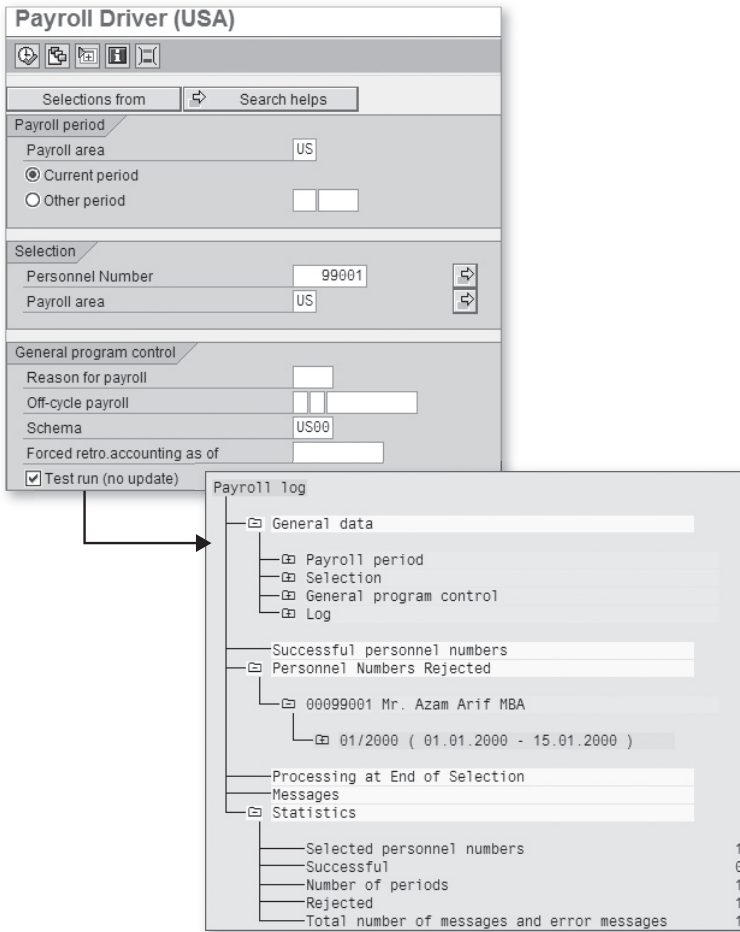 Payroll Driver (USA)
Selections from Search helps
Payroll period
Payroll area US
Current period
Other period
Selection
Personnel Number 99001
Payroll area US
General program control
Reason for payroll
Off-cycle payroll
Schema US00
Forced retro.accounting as of
Test run (no update)
Payroll log
General data
Payroll period
Selection
General program control
Log
Successful personnel numbers
Personnel Numbers Rejected
00099001 Mr. Azam Arif MBA
01/2000 ( 01.01.2000 - 15.01.2000 )
Processing at End of Selection
Messages
Statistics
Selected personnel numbers 1
Successful 0
Number of periods 1
Rejected 1
Total number of messages and error messages 1